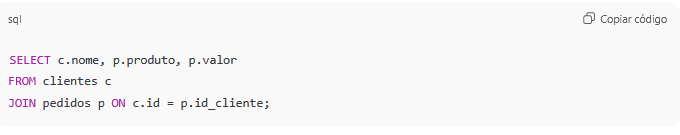 sql
Copiar código
SELECT c.nome, p.produto, p.valor
FROM clientes c
JOIN pedidos p ON c.id = p.id_cliente;